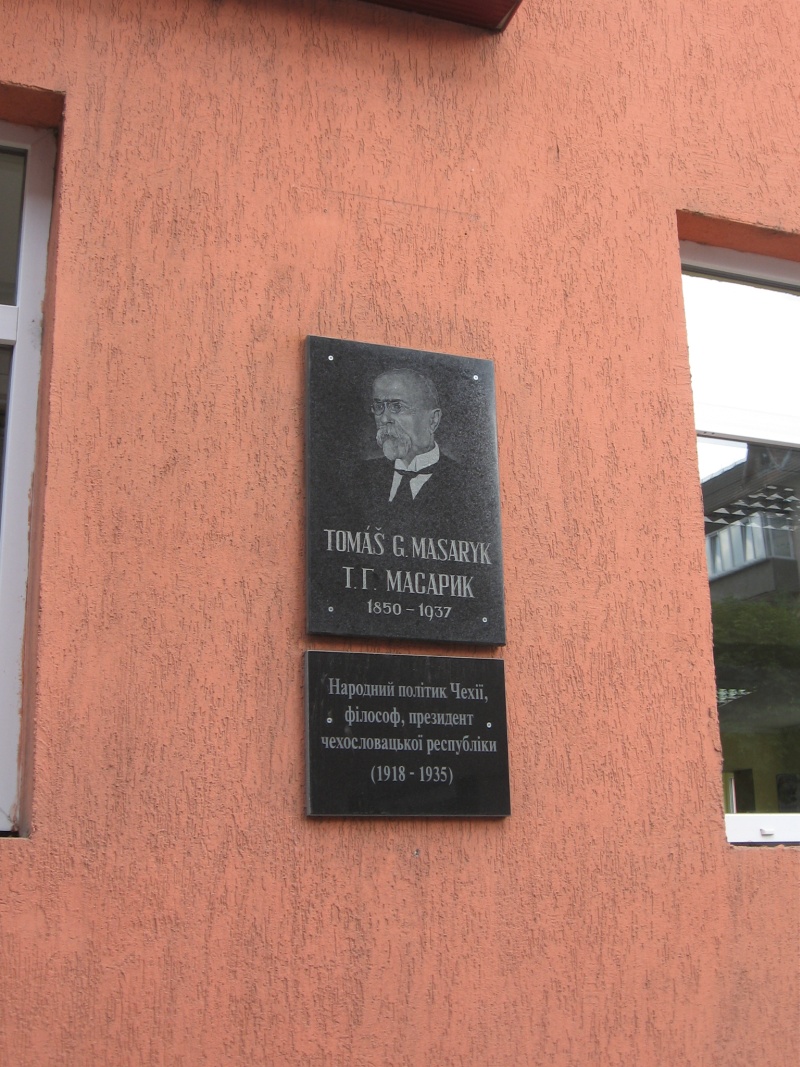 TOMÁŠ G. MASARYK
Т. Г. МАСАРИК
1850 – 1937
Народний політик Чехії,
філософ, президент
чехословацької республіки
(1918 - 1935)